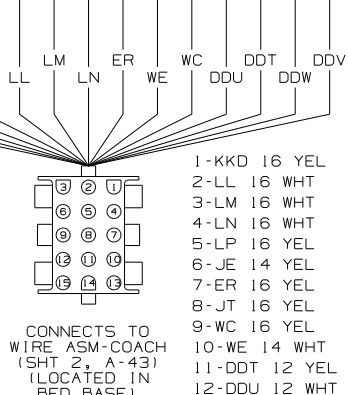 LM ER WC DDT DDV
LL LN WE DDU DDW
3 2 1
6 5 4
9 8 7
12 11 10
15 14 13
1-KKD 16 YEL
2-LL 16 WHT
3-LM 16 WHT
4-LN 16 WHT
5-LP 16 YEL
6-JE 14 YEL
7-ER 16 YEL
8-JT 16 YEL
9-WC 16 YEL
10-WE 14 WHT
11-DDT 12 YEL
12-DDU 12 WHT
CONNECTS TO
WIRE ASM-COACH
(SHT 2, A-43)
(LOCATED IN
BED BASE)